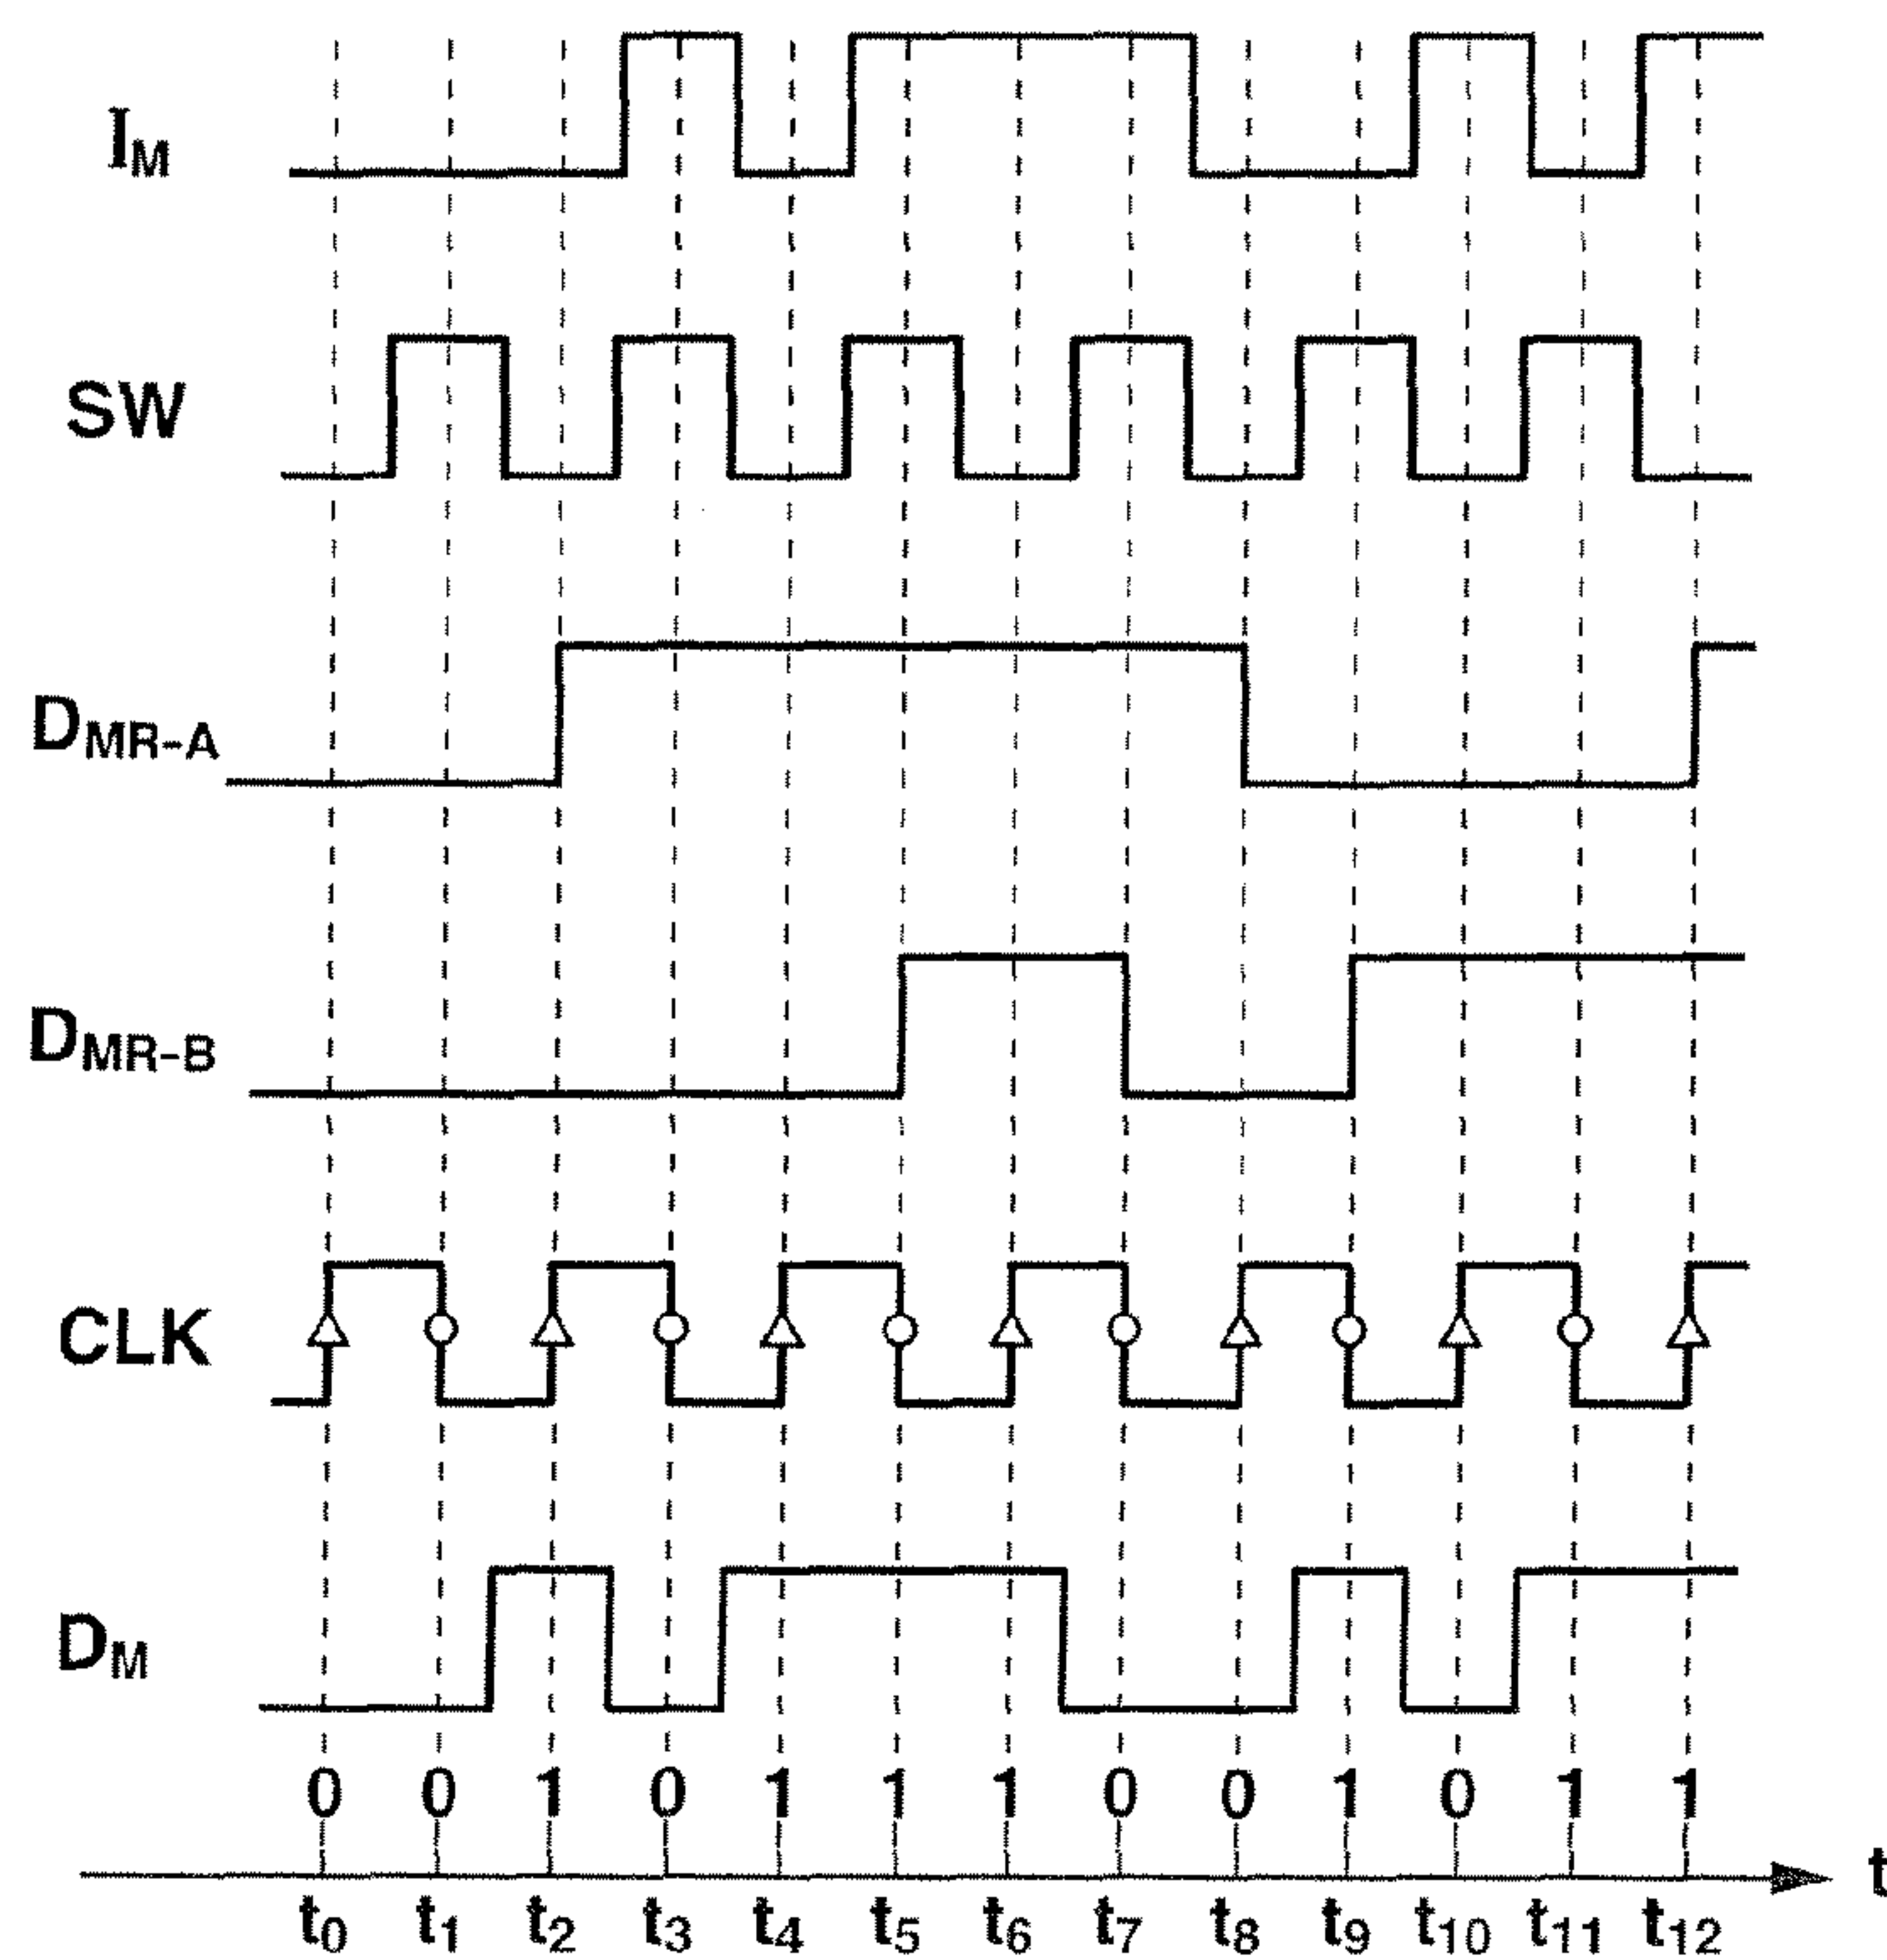 I_M
SW
D_MR-A
D_MR-B
CLK
D_M
0 0 1 0 1 1 1 0 0 1 0 1 1
t
t_0 t_1 t_2 t_3 t_4 t_5 t_6 t_7 t_8 t_9 t_10 t_11 t_12